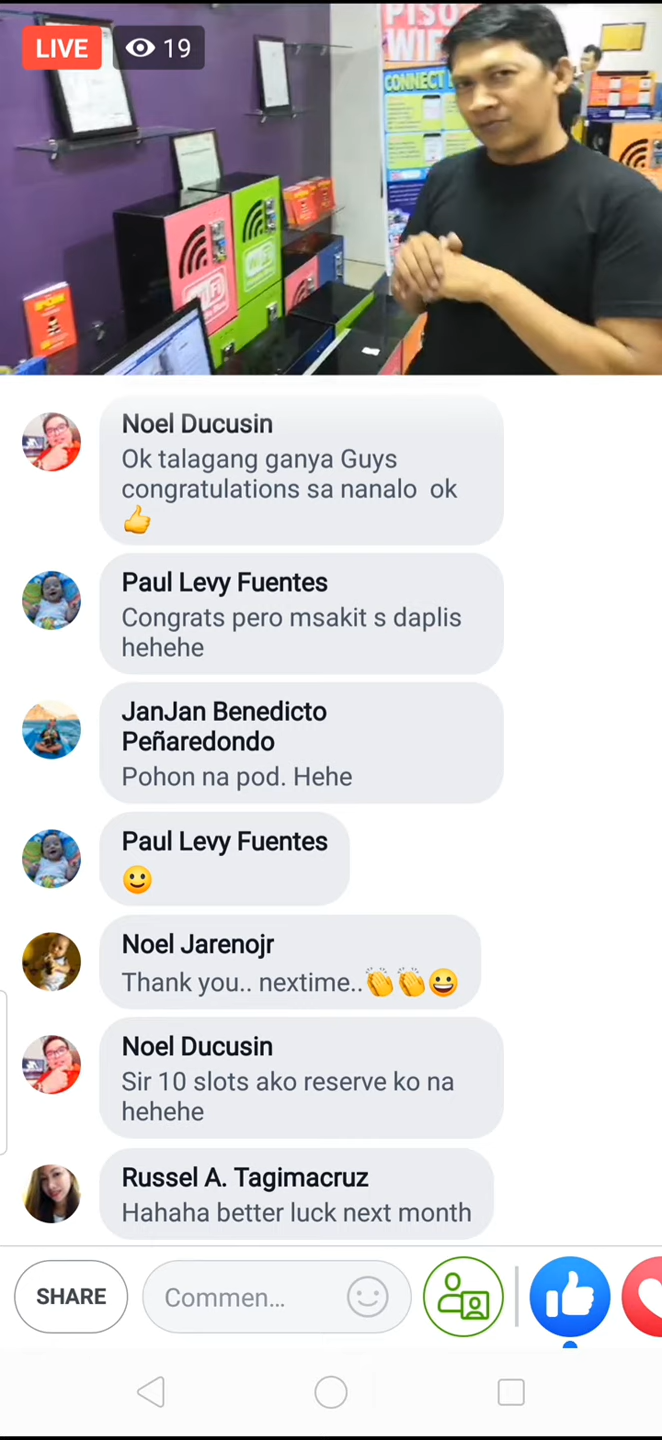 LIVE 19
PISO
WIFI
CONNECT
WiFi
Noel Ducusin
Ok talagang ganya Guys
congratulations sa nanalo ok
👍
Paul Levy Fuentes
Congrats pero msakit s daplis
hehehe
JanJan Benedicto
Peñaredondo
Pohon na pod. Hehe
Paul Levy Fuentes
🙂
Noel Jarenojr
Thank you.. nextime..👏👏😀
Noel Ducusin
Sir 10 slots ako reserve ko na
hehehe
Russel A. Tagimacruz
Hahaha better luck next month
SHARE
Commen...